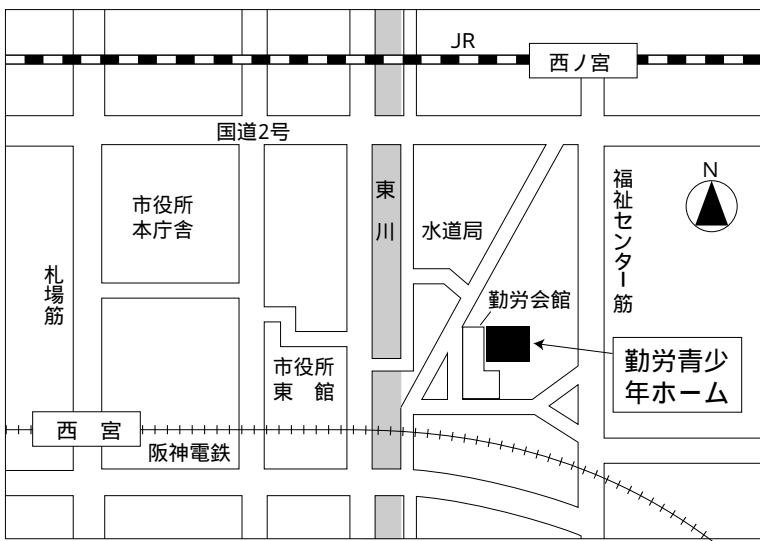 JR
西ノ宮
国道2号
東川
市役所
本庁舎
水道局
福祉センター筋
N
札場筋
勤労会館
市役所
東　館
勤労青少
年ホーム
西　宮
阪神電鉄